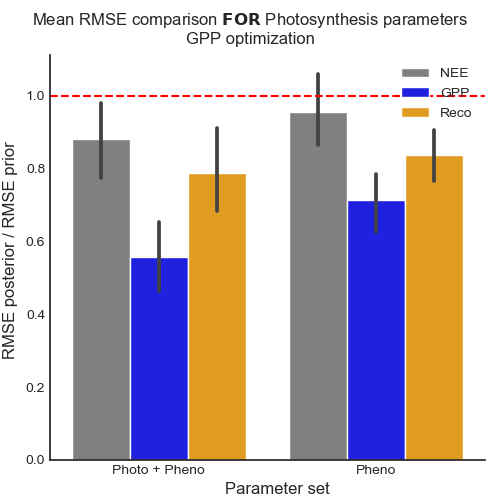 Mean RMSE comparison FOR Photosynthesis parameters
GPP optimization
NEE
GPP
Reco
RMSE posterior / RMSE prior
1.0
0.8
0.6
0.4
0.2
0.0
Photo + Pheno
Pheno
Parameter set